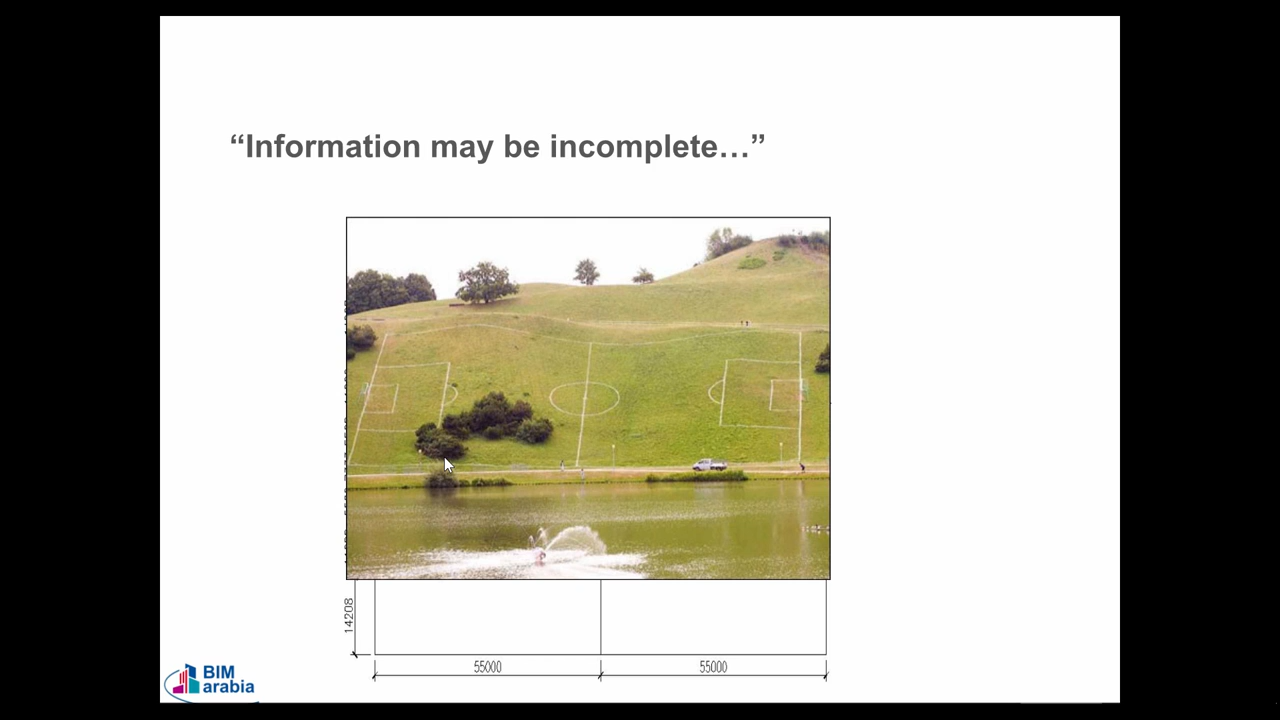 “Information may be incomplete…”
14208
55000
55000
BIM
arabia